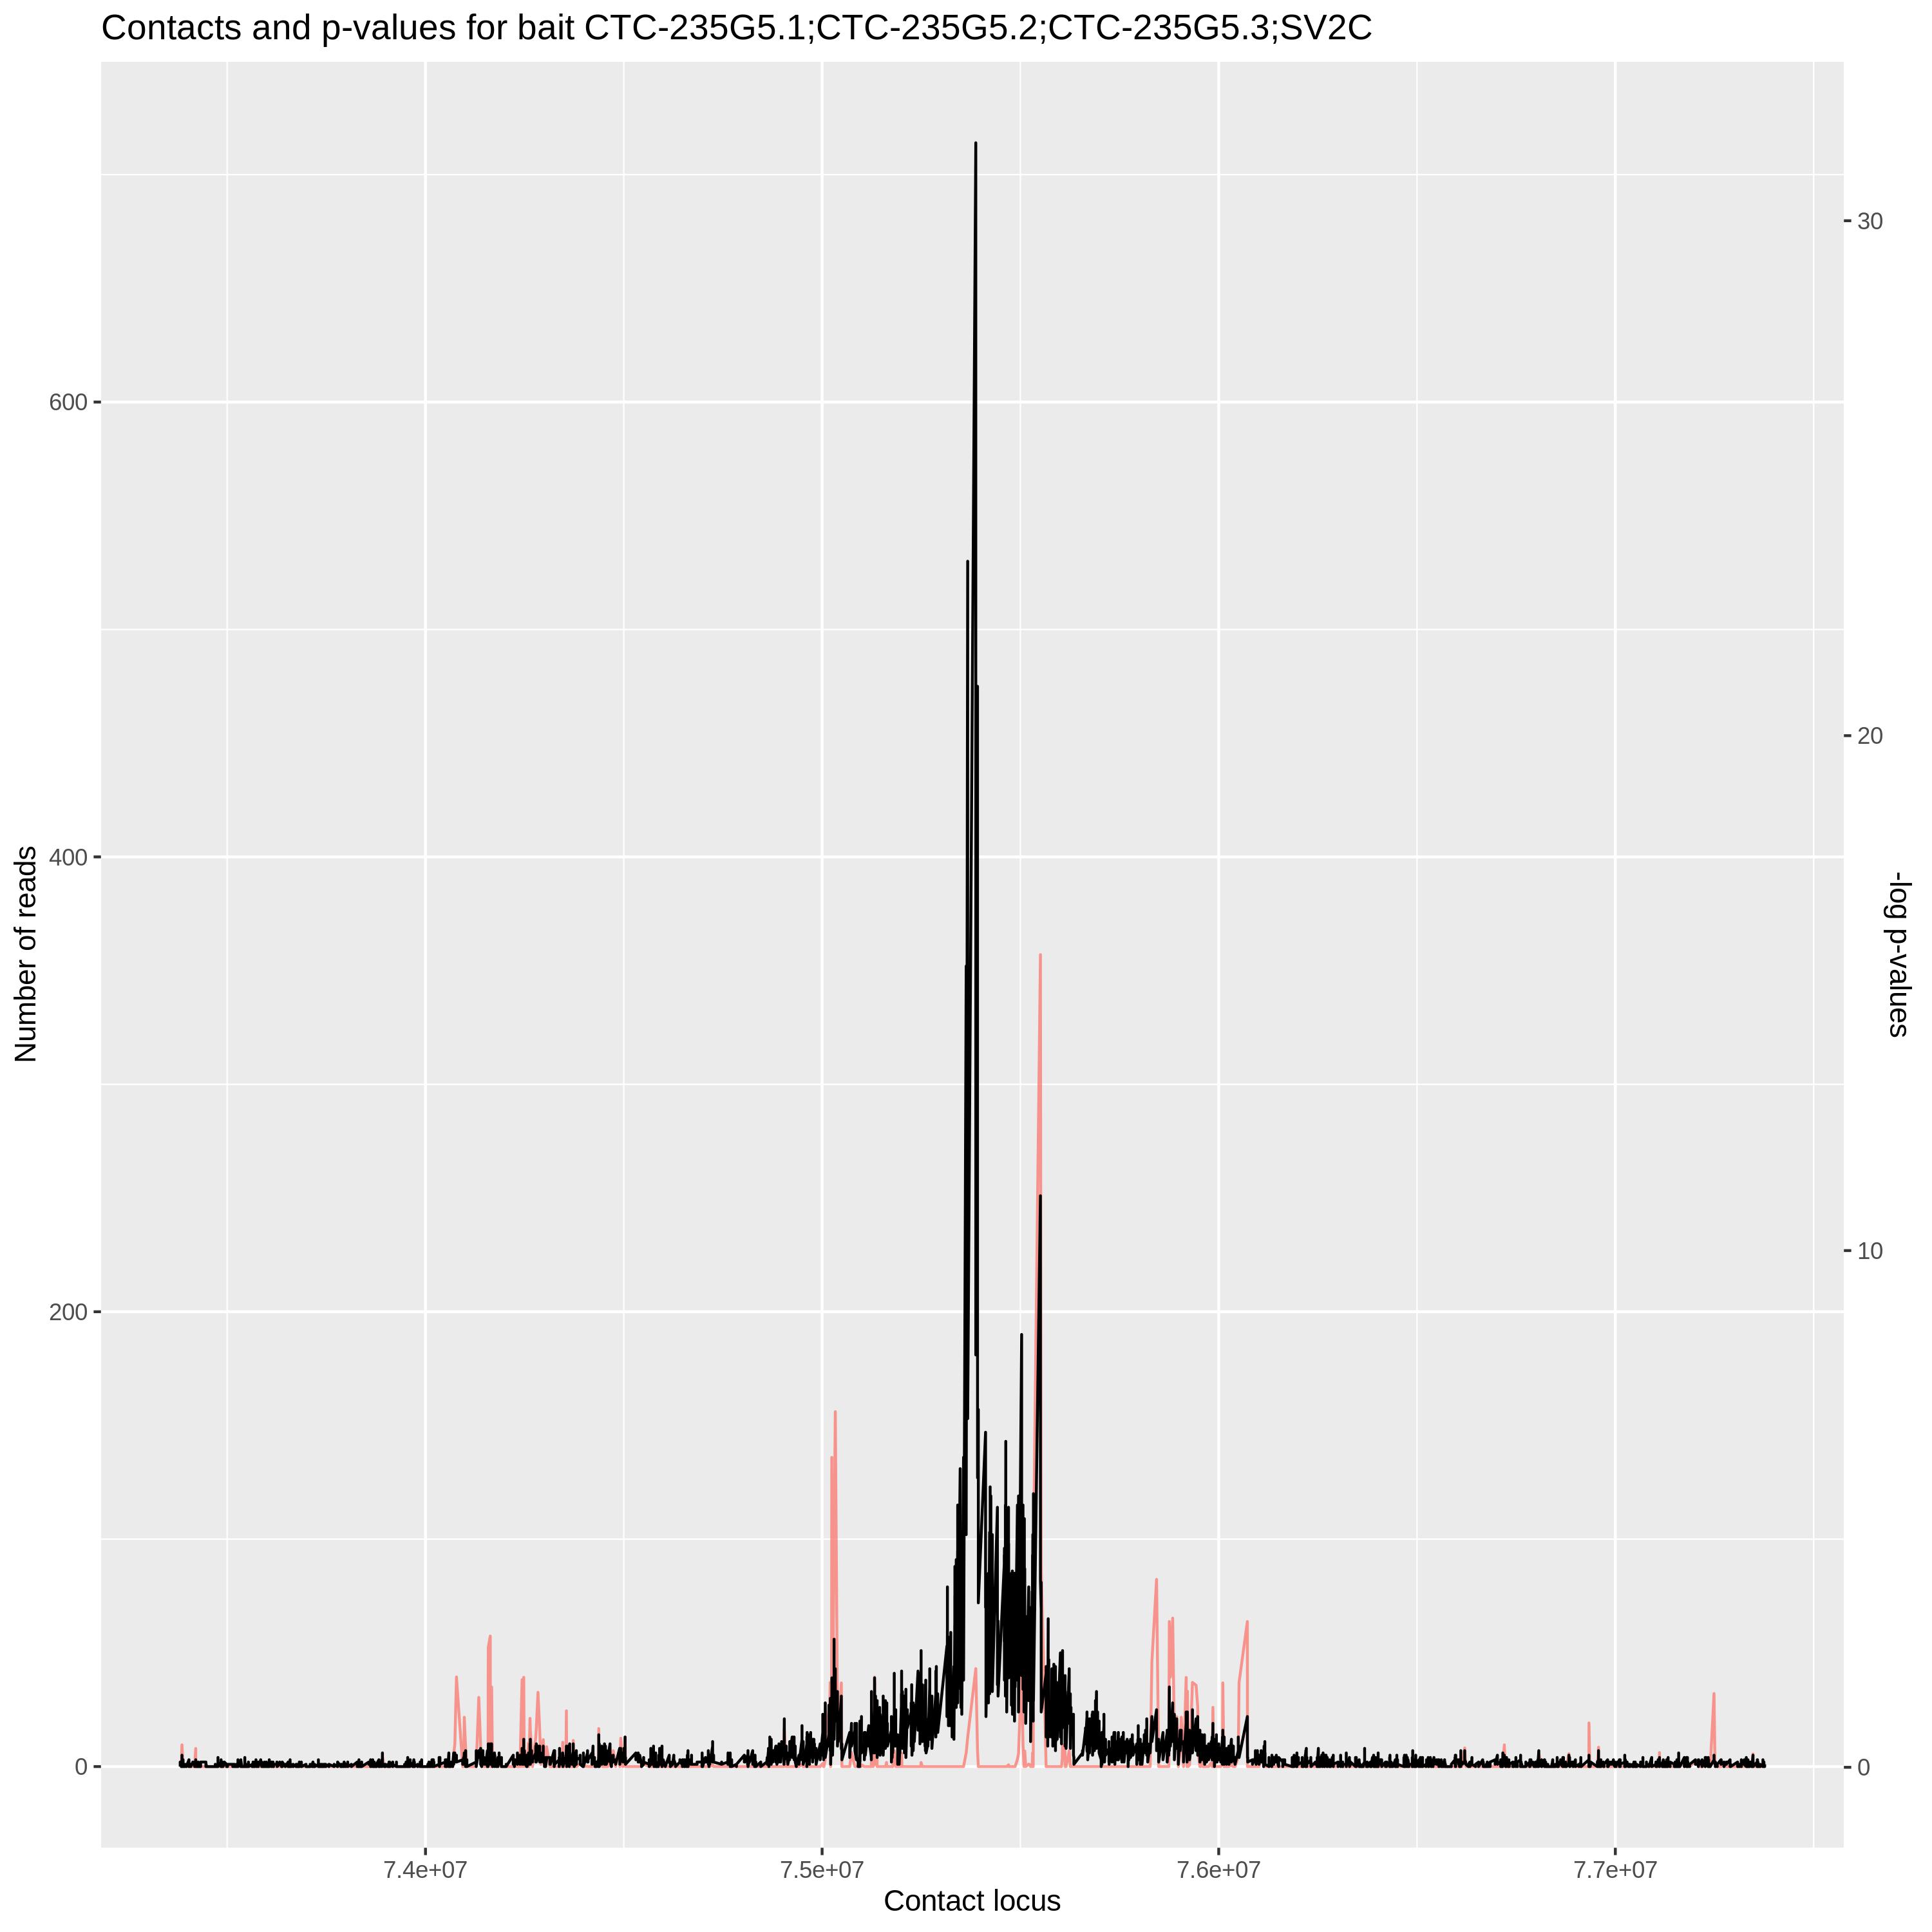 Contacts and p-values for bait CTC-235G5.1;CTC-235G5.2;CTC-235G5.3;SV2C
Number of reads
600
400
200
0
30
20
10
0
-log p-values
7.4e+07 7.5e+07 7.6e+07 7.7e+07
Contact locus